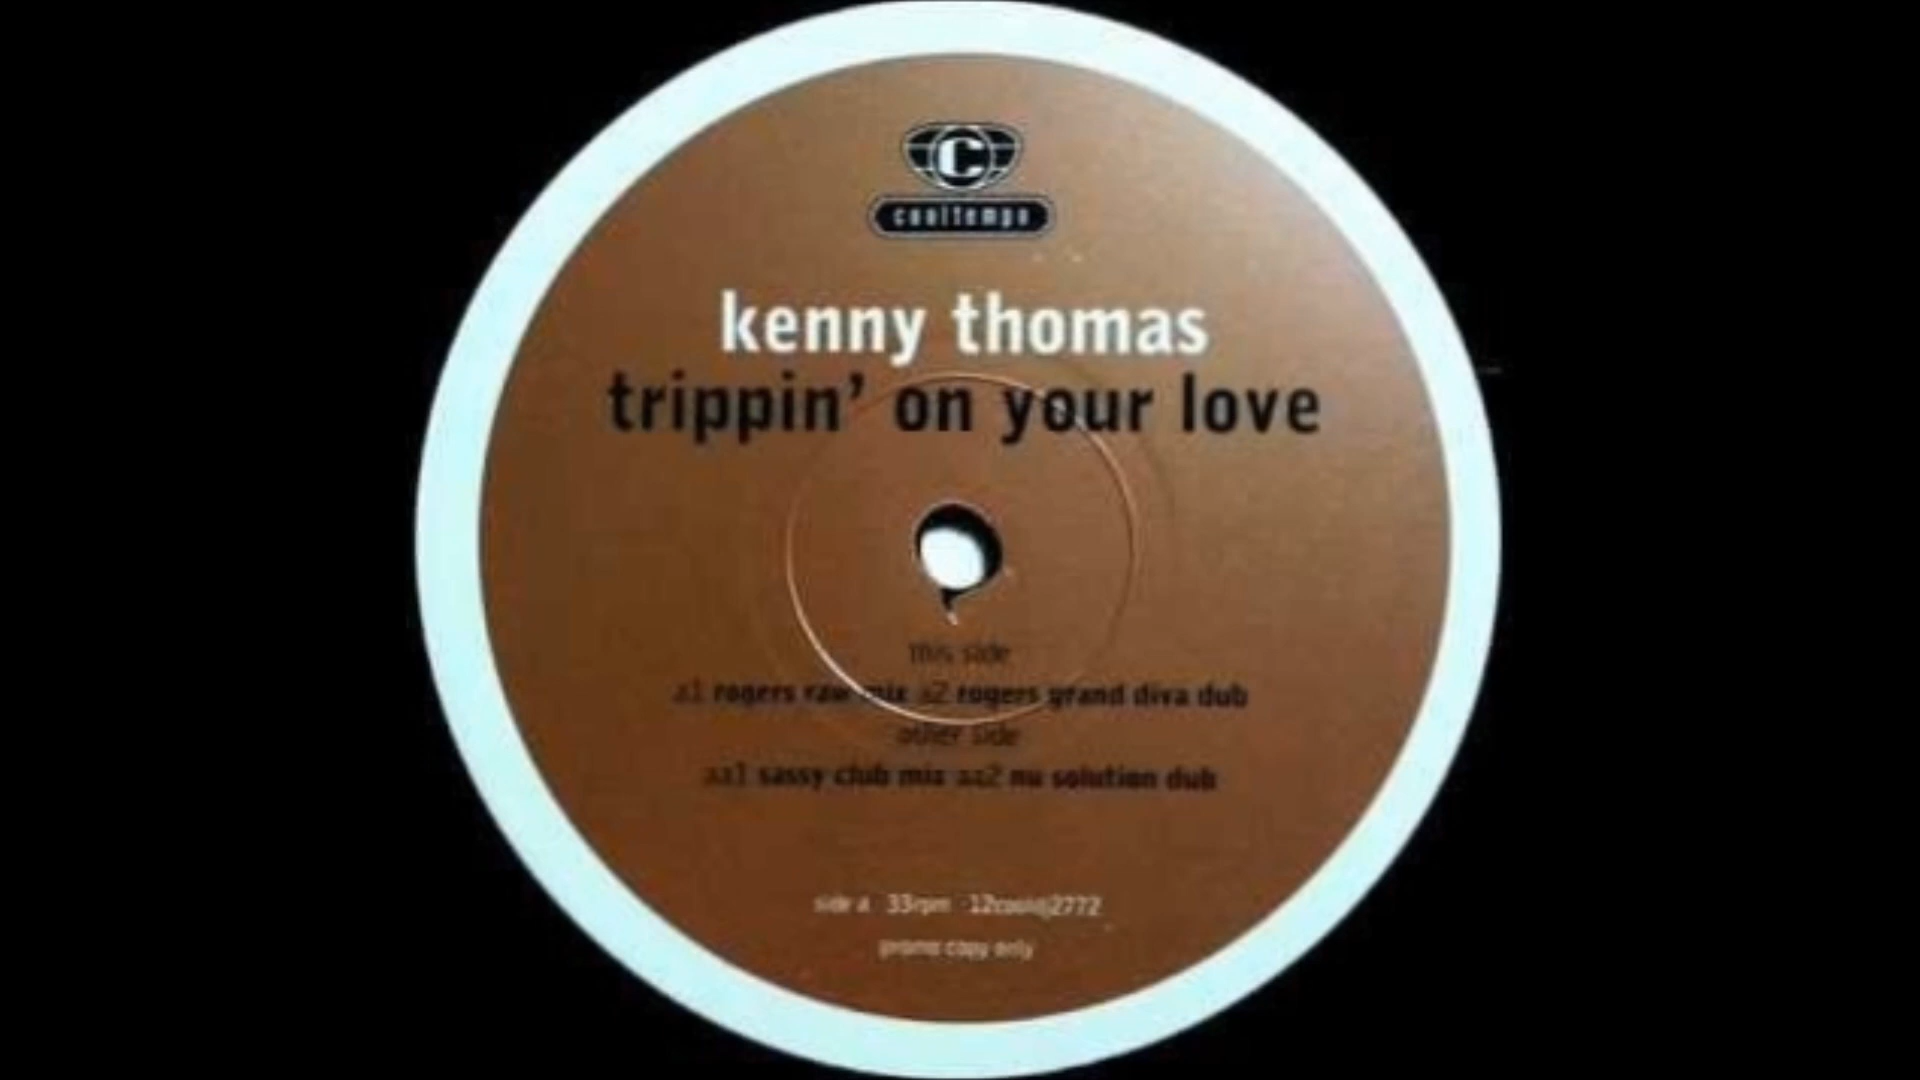 C
cooltempo
kenny thomas
trippin' on your love
this side
a1 rogers raw mix a2 rogers grand diva dub
other side
aa1 sassy club mix aa2 nu solution dub
side a 33rpm 12cooldj2772
promo copy only